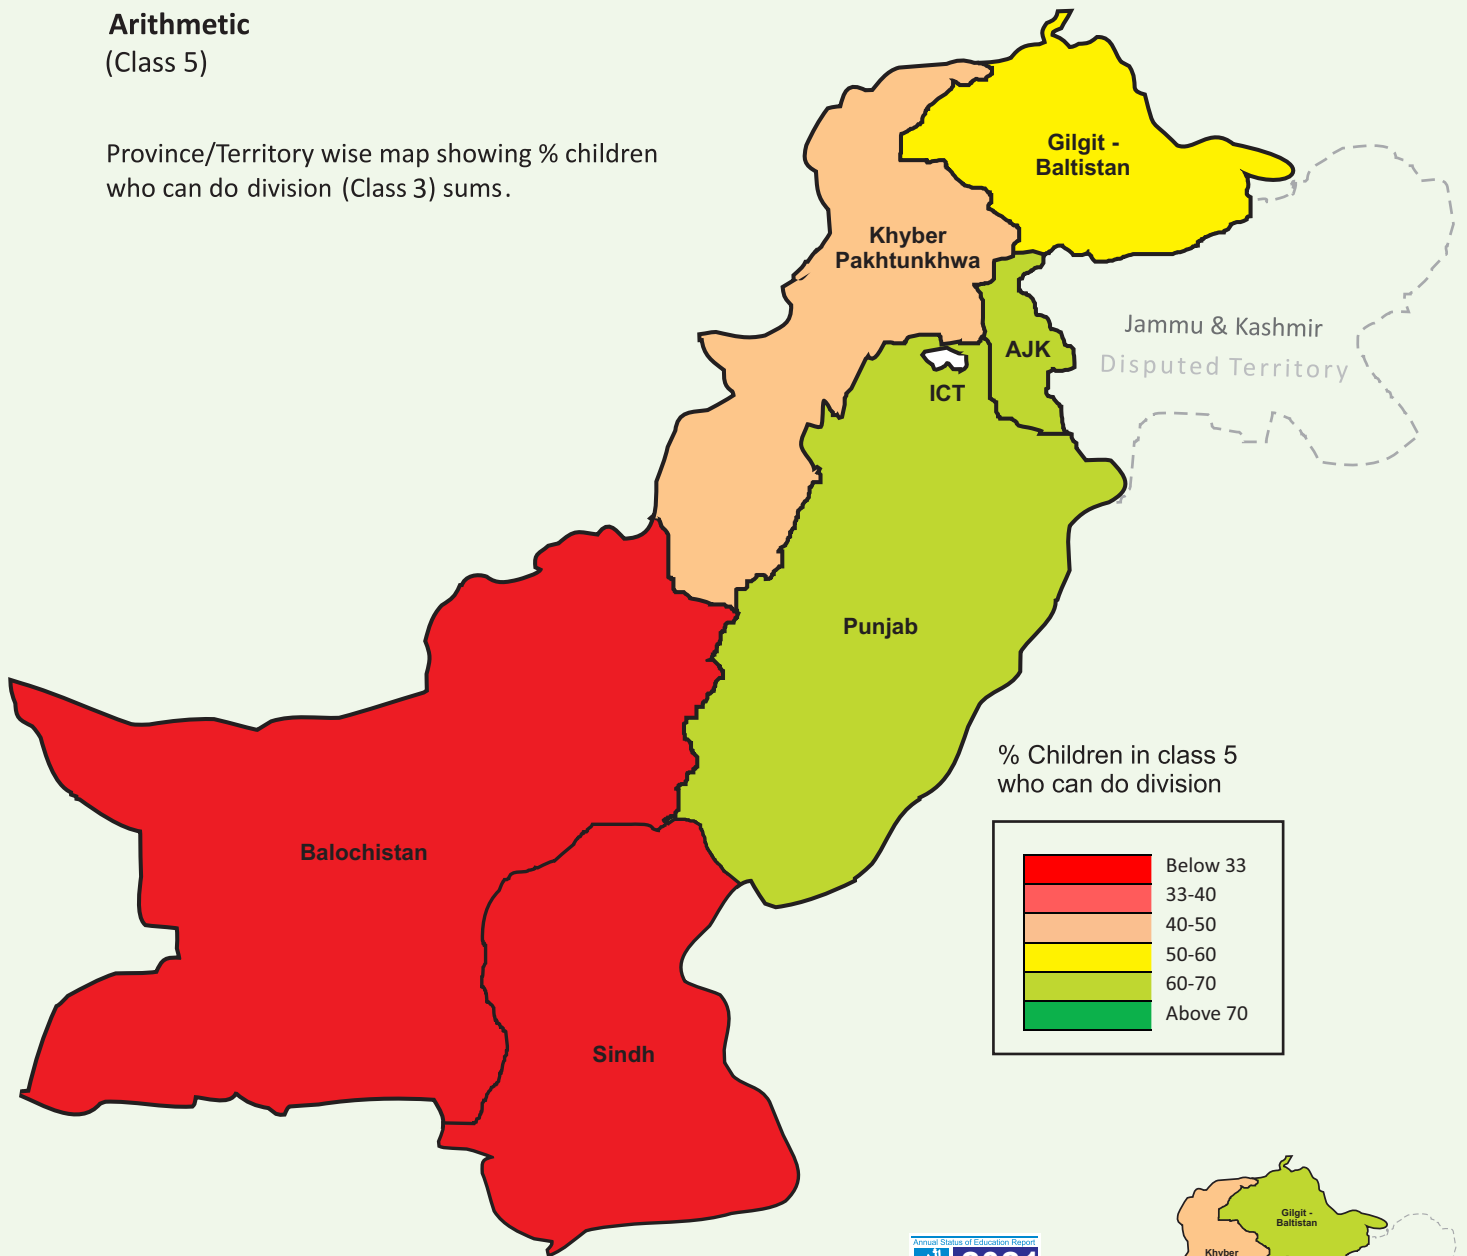 Arithmetic
(Class 5)
Province/Territory wise map showing % children
who can do division (Class 3) sums.
Gilgit -
Baltistan
Khyber
Pakhtunkhwa
Jammu & Kashmir
AJK
Disputed Territory
ICT
Punjab
% Children in class 5
who can do division
Balochistan
Below 33
33-40
40-50
50-60
60-70
Above 70
Sindh
Gilgit -
Baltistan
Annual Status of Education Report
Khyber